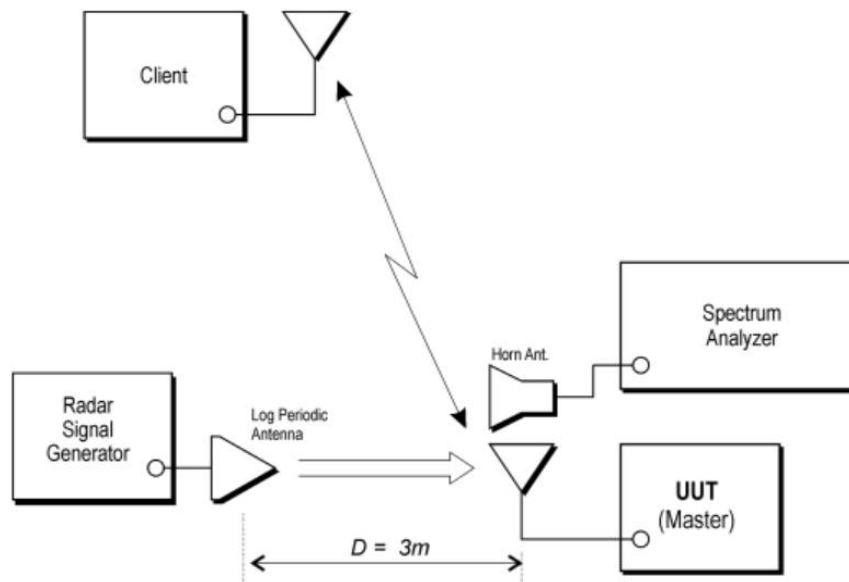 Client
Spectrum
Analyzer
Horn Ant.
Radar
Signal
Generator
Log Periodic
Antenna
UUT
(Master)
D = 3m